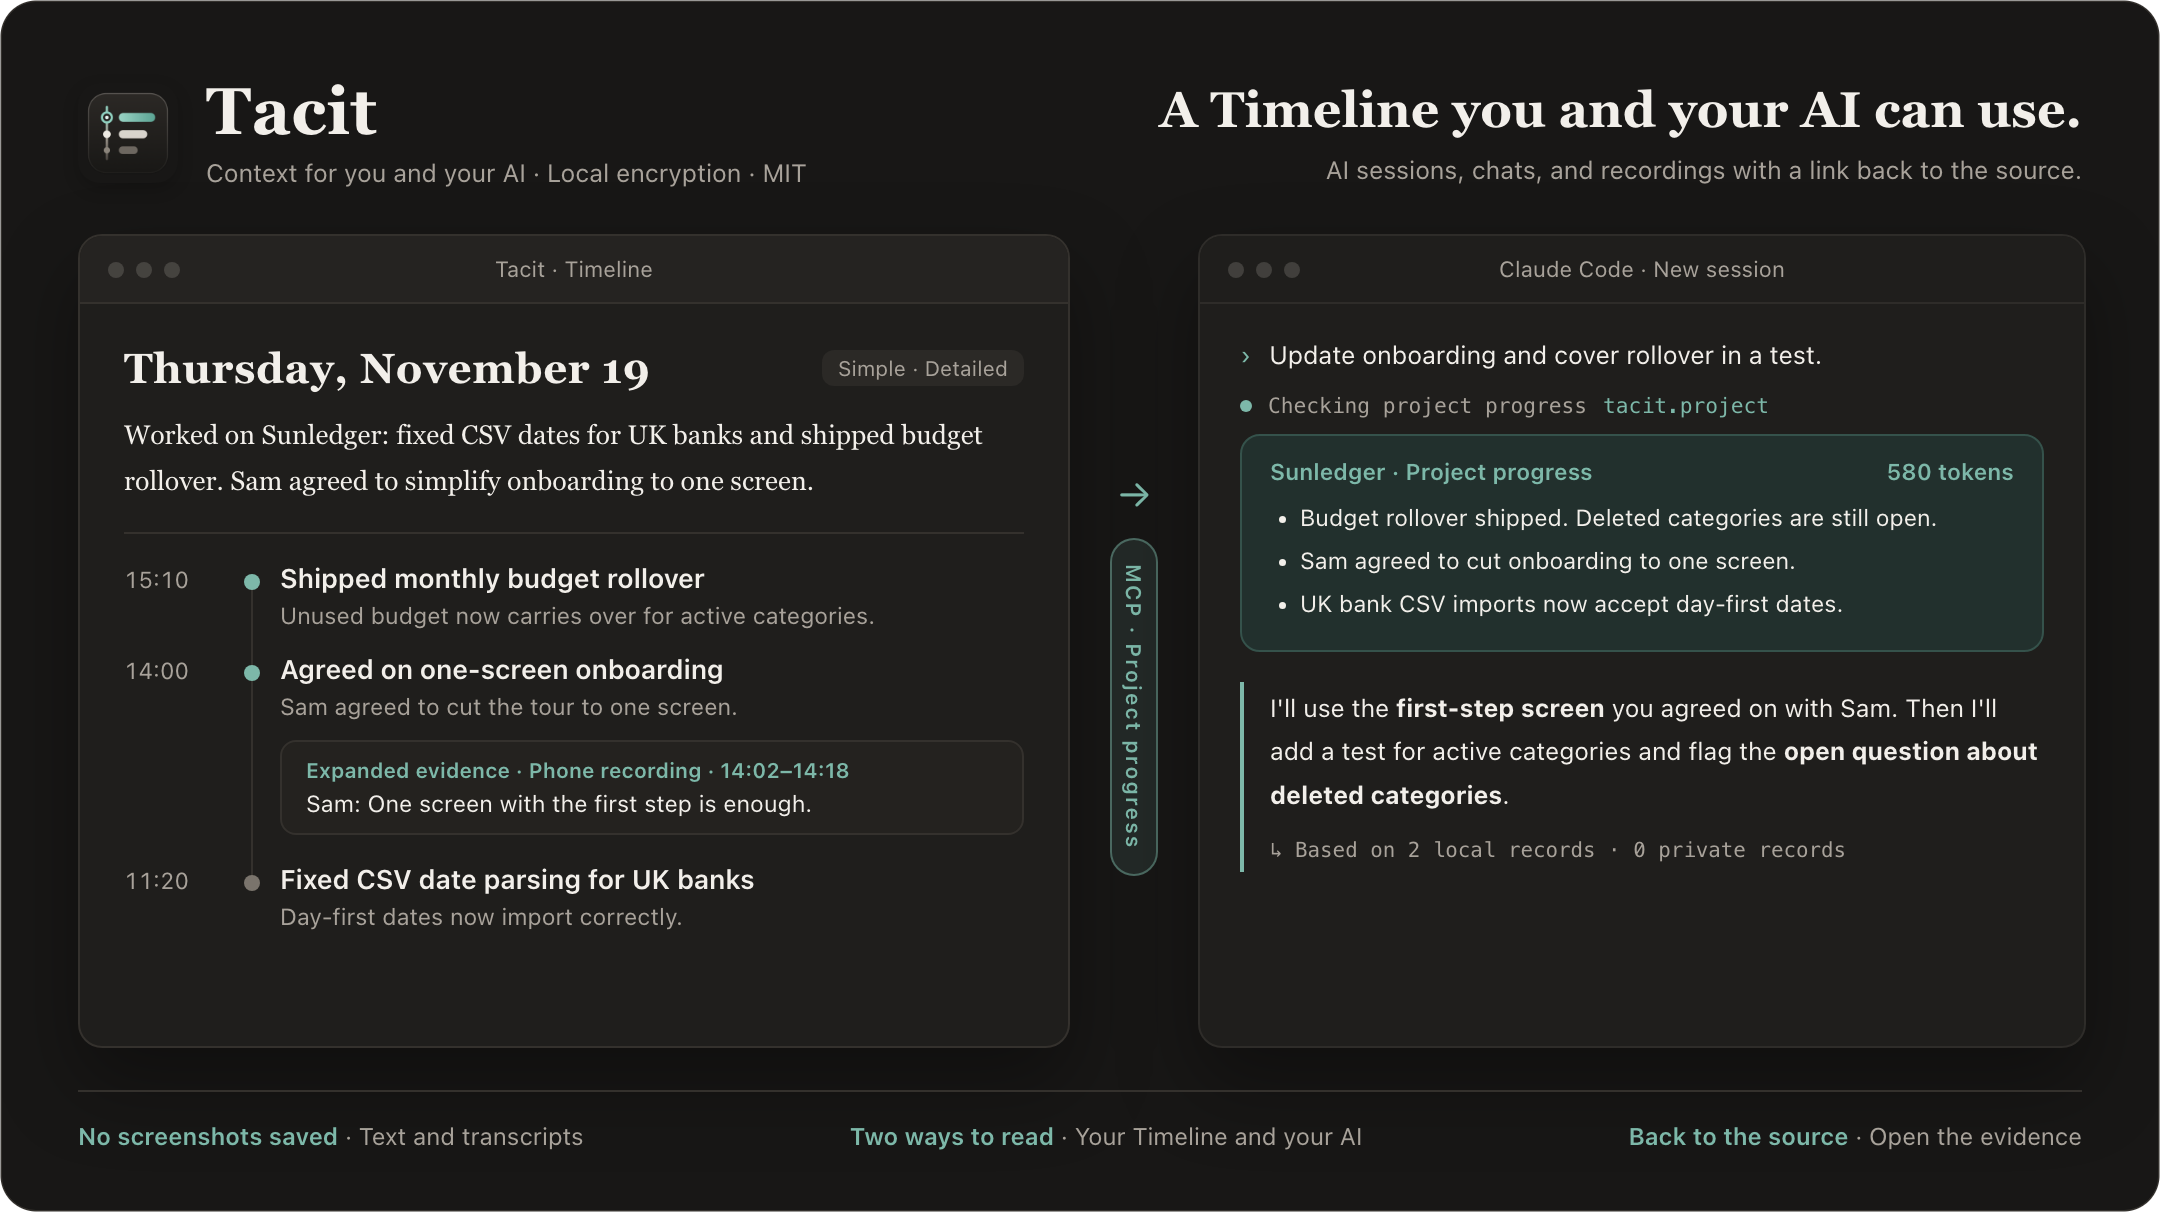 Tacit
Context for you and your AI · Local encryption · MIT
A Timeline you and your AI can use.
AI sessions, chats, and recordings with a link back to the source.
Tacit · Timeline
Thursday, November 19
Simple · Detailed
Worked on Sunledger: fixed CSV dates for UK banks and shipped budget
rollover. Sam agreed to simplify onboarding to one screen.
15:10
Shipped monthly budget rollover
Unused budget now carries over for active categories.
14:00
Agreed on one-screen onboarding
Sam agreed to cut the tour to one screen.
Expanded evidence · Phone recording · 14:02–14:18
Sam: One screen with the first step is enough.
11:20
Fixed CSV date parsing for UK banks
Day-first dates now import correctly.
→
MCP · Project progress
Claude Code · New session
› Update onboarding and cover rollover in a test.
Checking project progress tacit.project
Sunledger · Project progress
580 tokens
• Budget rollover shipped. Deleted categories are still open.
• Sam agreed to cut onboarding to one screen.
• UK bank CSV imports now accept day-first dates.
I'll use the first-step screen you agreed on with Sam. Then I'll
add a test for active categories and flag the open question about
deleted categories.
↳ Based on 2 local records · 0 private records
No screenshots saved · Text and transcripts
Two ways to read · Your Timeline and your AI
Back to the source · Open the evidence